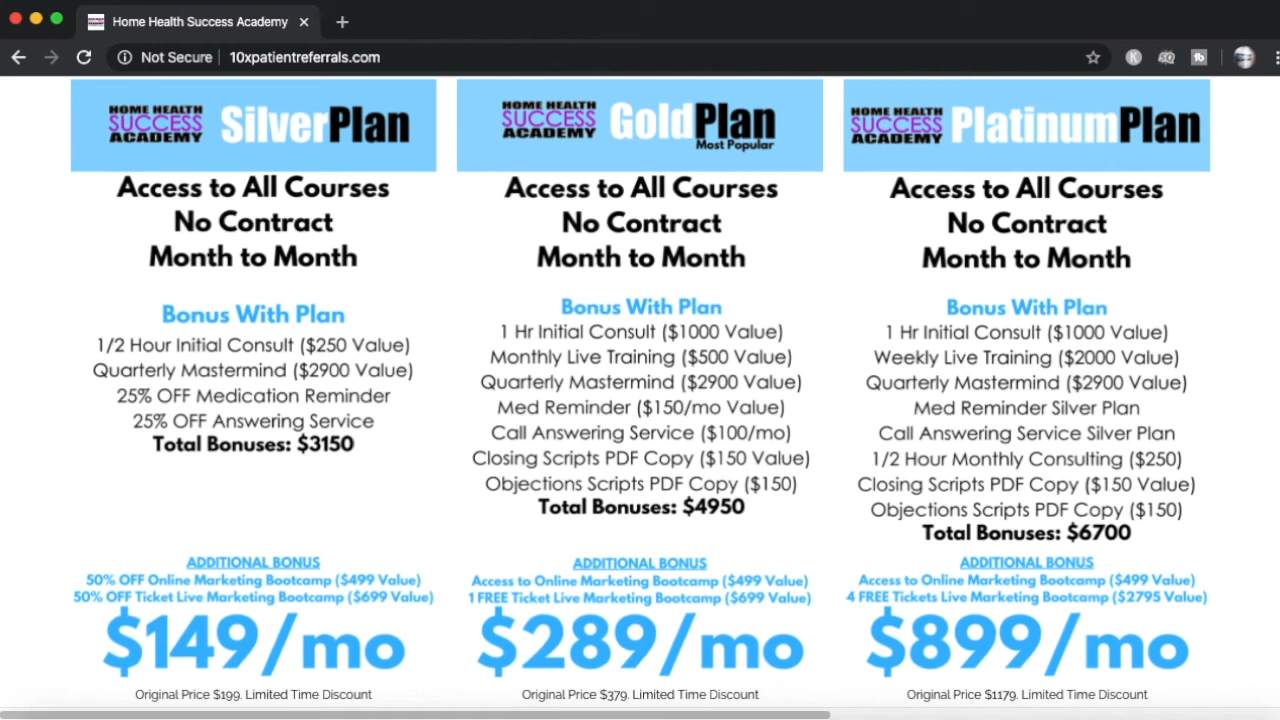 Home Health Success Academy
Not Secure
10xpatientreferrals.com
HOME HEALTH
SUCCESS
ACADEMY
SilverPlan
Access to All Courses
No Contract
Month to Month
Bonus With Plan
1/2 Hour Initial Consult ($250 Value)
Quarterly Mastermind ($2900 Value)
25% OFF Medication Reminder
25% OFF Answering Service
Total Bonuses: $3150
ADDITIONAL BONUS
50% OFF Online Marketing Bootcamp ($499 Value)
50% OFF Ticket Live Marketing Bootcamp ($699 Value)
$149/mo
Original Price $199. Limited Time Discount
HOME HEALTH
SUCCESS
ACADEMY
GoldPlan
Most Popular
Access to All Courses
No Contract
Month to Month
Bonus With Plan
1 Hr Initial Consult ($1000 Value)
Monthly Live Training ($500 Value)
Quarterly Mastermind ($2900 Value)
Med Reminder ($150/mo Value)
Call Answering Service ($100/mo)
Closing Scripts PDF Copy ($150 Value)
Objections Scripts PDF Copy ($150)
Total Bonuses: $4950
ADDITIONAL BONUS
Access to Online Marketing Bootcamp ($499 Value)
1 FREE Ticket Live Marketing Bootcamp ($699 Value)
$289/mo
Original Price $379. Limited Time Discount
HOME HEALTH
SUCCESS
ACADEMY
PlatinumPlan
Access to All Courses
No Contract
Month to Month
Bonus With Plan
1 Hr Initial Consult ($1000 Value)
Weekly Live Training ($2000 Value)
Quarterly Mastermind ($2900 Value)
Med Reminder Silver Plan
Call Answering Service Silver Plan
1/2 Hour Monthly Consulting ($250)
Closing Scripts PDF Copy ($150 Value)
Objections Scripts PDF Copy ($150)
Total Bonuses: $6700
ADDITIONAL BONUS
Access to Online Marketing Bootcamp ($499 Value)
4 FREE Tickets Live Marketing Bootcamp ($2795 Value)
$899/mo
Original Price $1179. Limited Time Discount